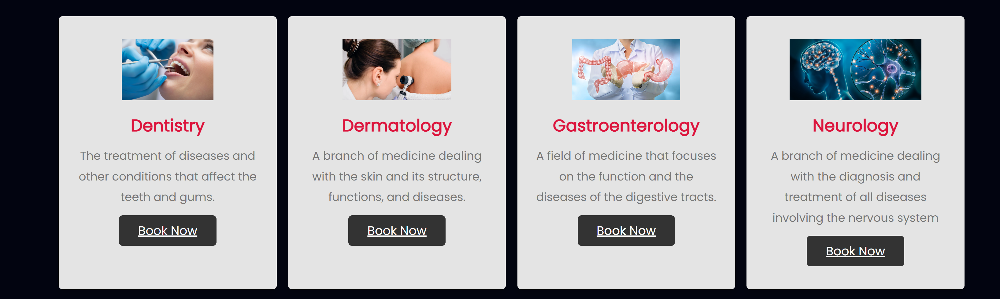 Dentistry
The treatment of diseases and
other conditions that affect the
teeth and gums.
Book Now
Dermatology
A branch of medicine dealing
with the skin and its structure,
functions, and diseases.
Book Now
Gastroenterology
A field of medicine that focuses
on the function and the
diseases of the digestive tracts.
Book Now
Neurology
A branch of medicine dealing
with the diagnosis and
treatment of all diseases
involving the nervous system
Book Now